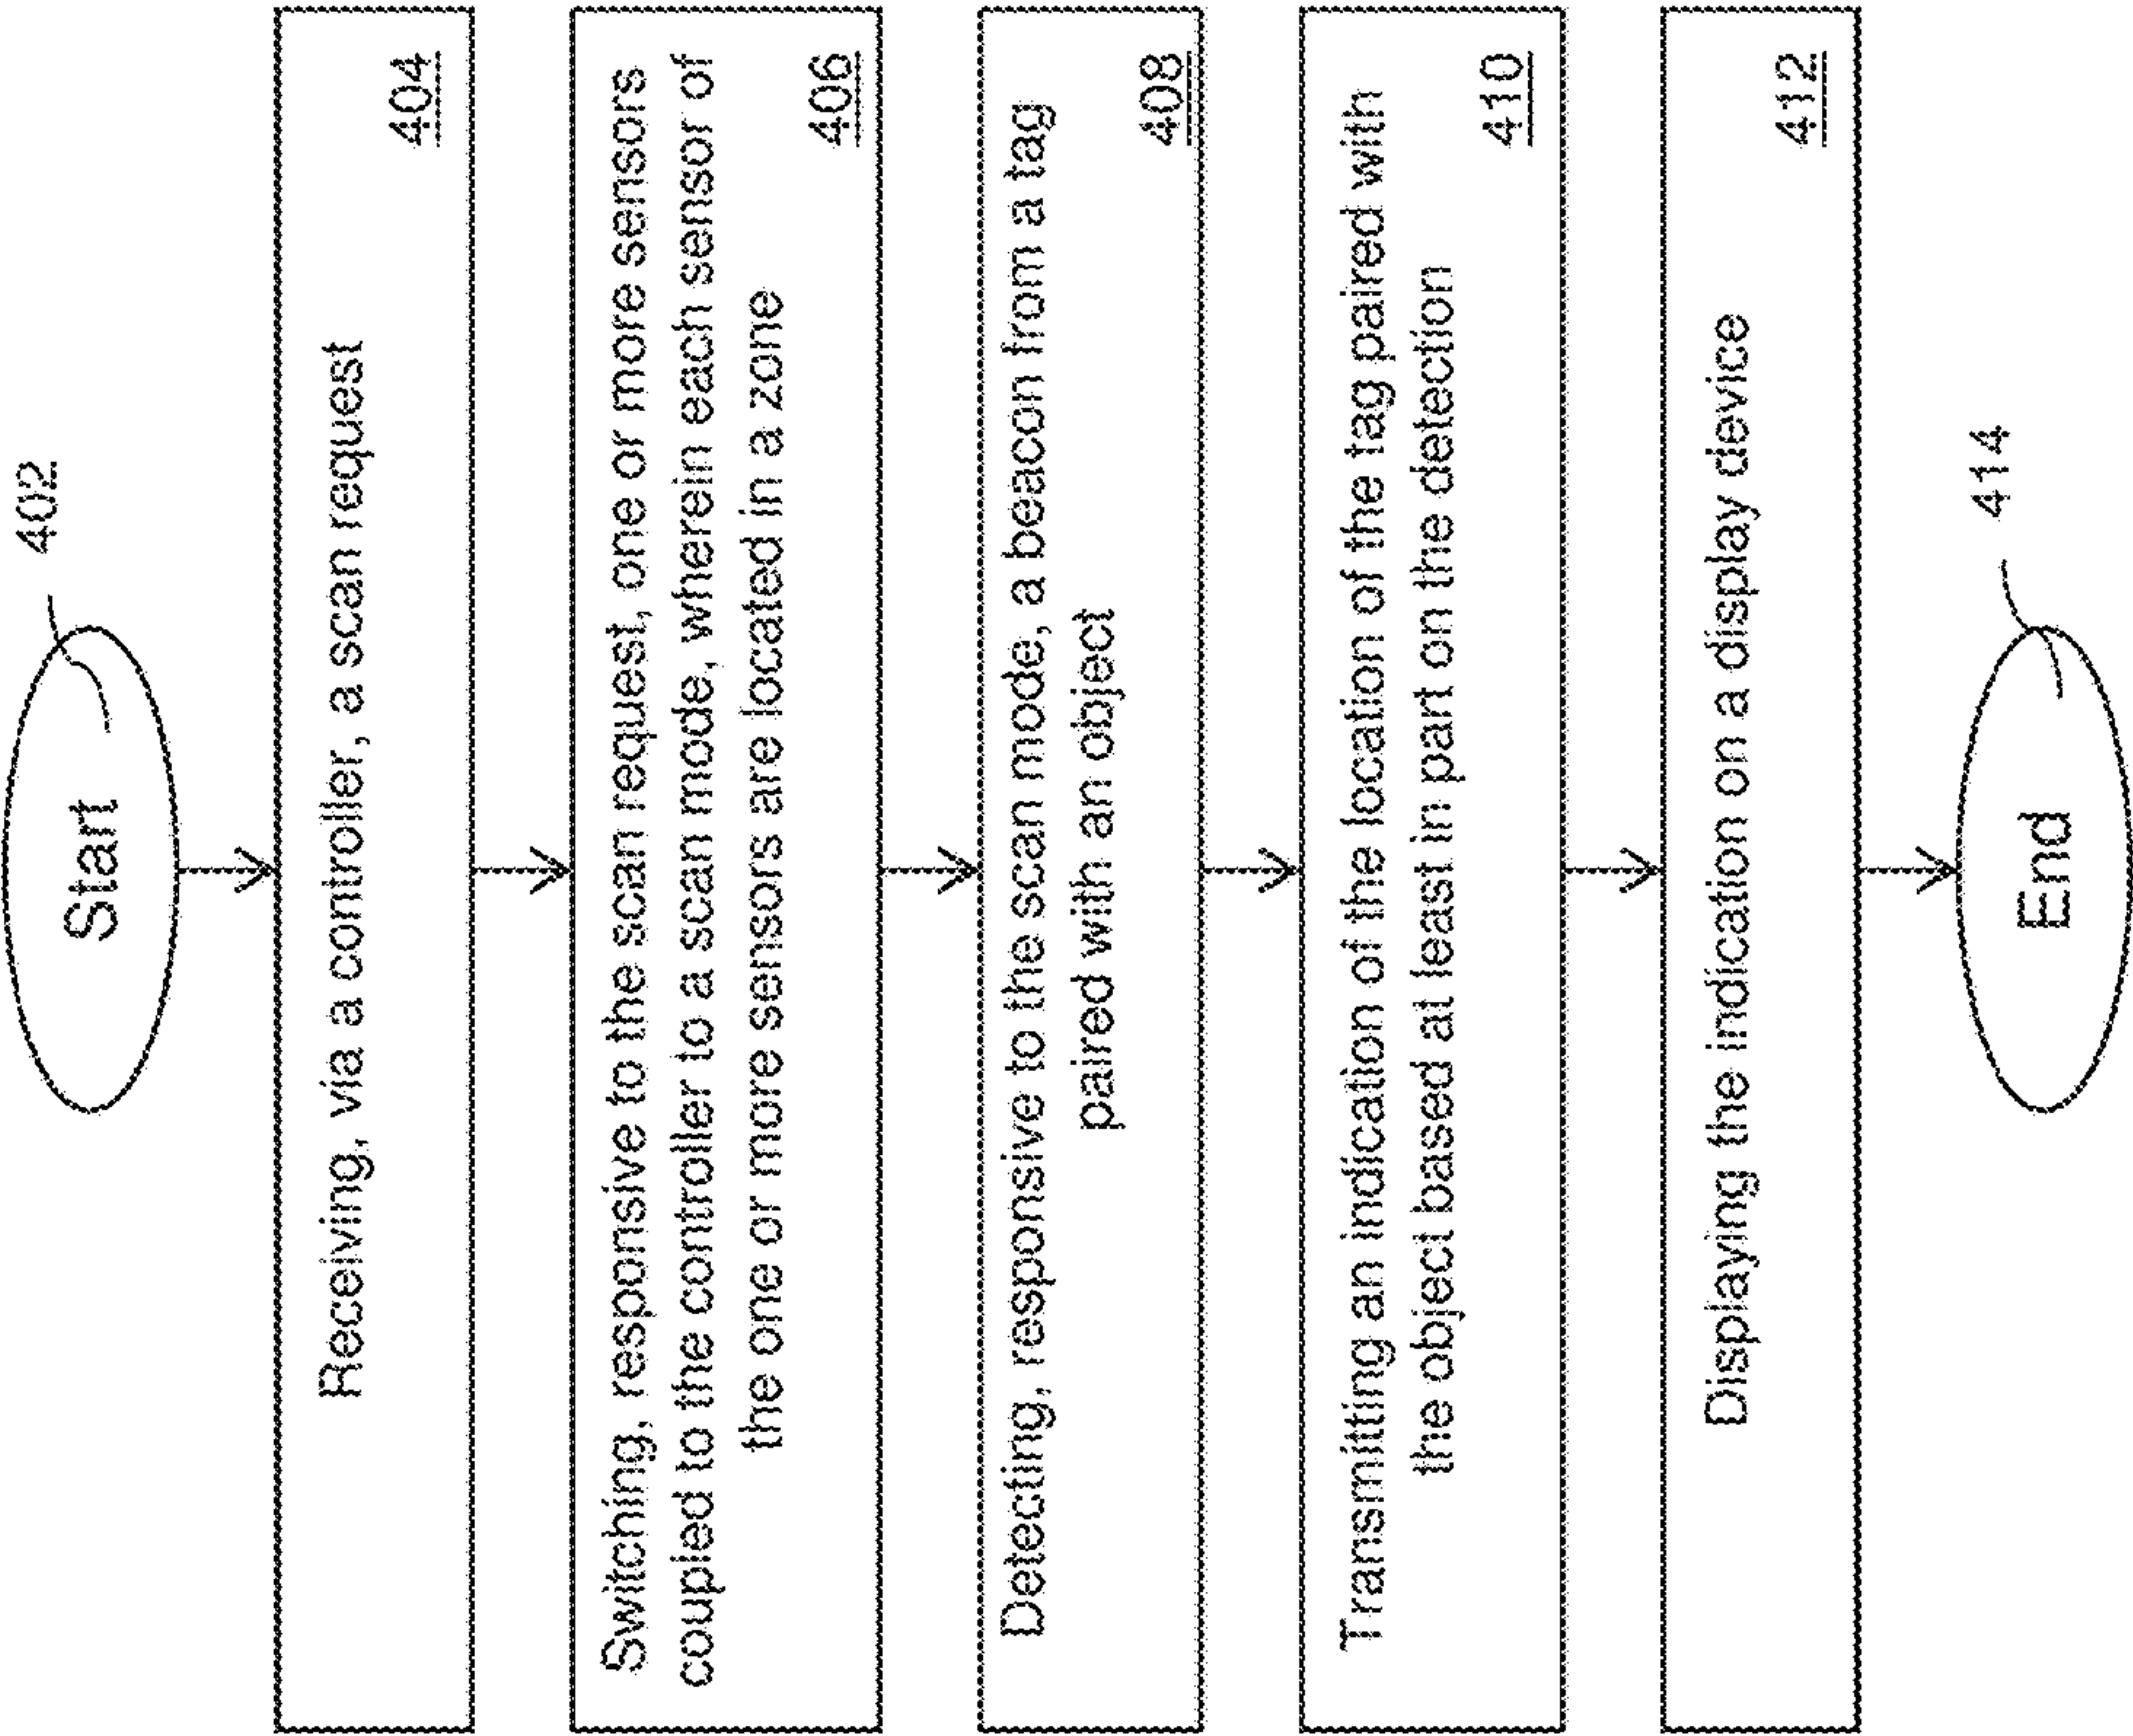 402
Start
Receiving, via a controller, a scan request
404
Switching, responsive to the scan request, one or more sensors
coupled to the controller to a scan mode, wherein each sensor of
the one or more sensors are located in a zone
406
Detecting, responsive to the scan mode, a beacon from a tag
paired with an object
408
Transmitting an indication of the location of the tag paired with
the object based at least in part on the detection
410
Displaying the indication on a display device
412
414
End